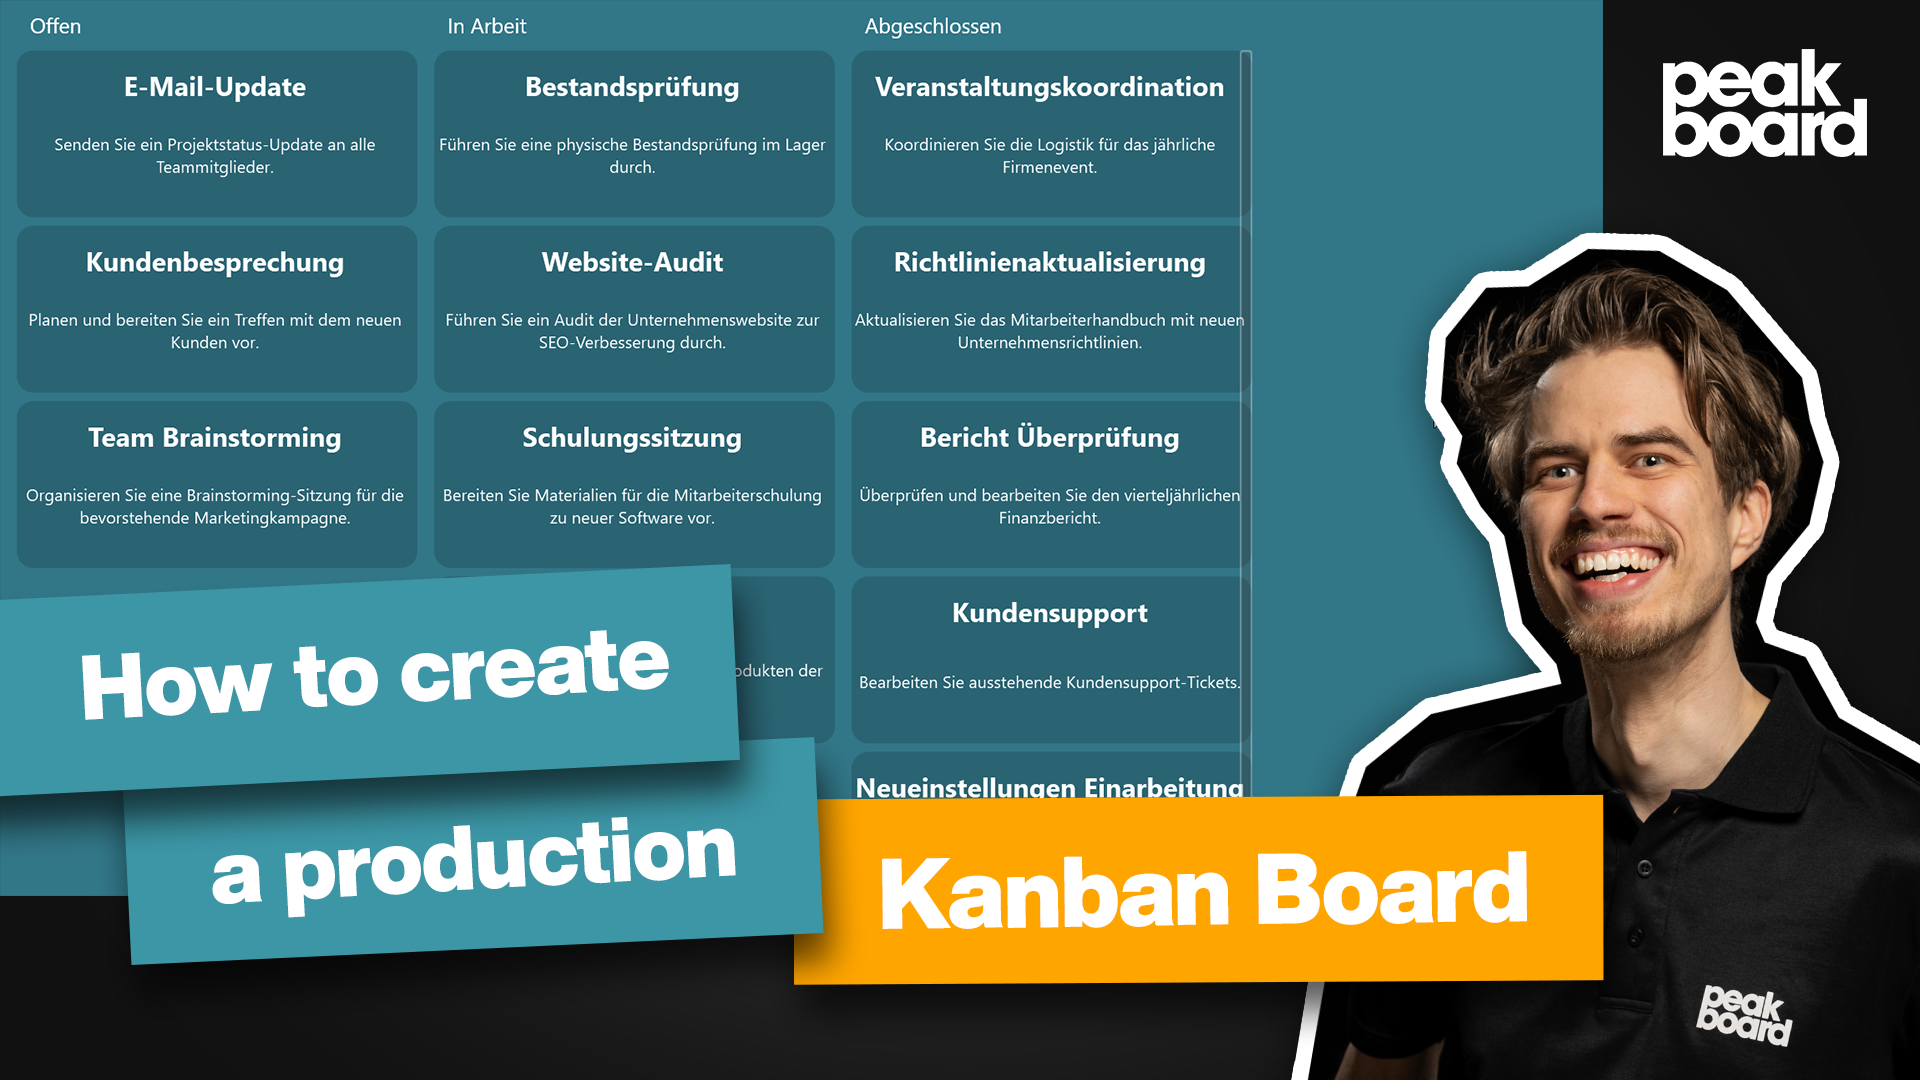 Offen
E-Mail-Update
Senden Sie ein Projektstatus-Update an alle
Teammitglieder.
Kundenbesprechung
Planen und bereiten Sie ein Treffen mit dem neuen
Kunden vor.
Team Brainstorming
Organisieren Sie eine Brainstorming-Sitzung für die
bevorstehende Marketingkampagne.
In Arbeit
Bestandsprüfung
Führen Sie eine physische Bestandsprüfung im Lager
durch.
Website-Audit
Führen Sie ein Audit der Unternehmenswebsite zur
SEO-Verbesserung durch.
Schulungssitzung
Bereiten Sie Materialien für die Mitarbeiterschulung
zu neuer Software vor.
der
Abgeschlossen
Veranstaltungskoordination
Koordinieren Sie die Logistik für das jährliche
Firmenevent.
Richtlinienaktualisierung
Aktualisieren Sie das Mitarbeiterhandbuch mit neuen
Unternehmensrichtlinien.
Bericht Überprüfung
Überprüfen und bearbeiten Sie den vierteljährlichen
Finanzbericht.
Kundensupport
Bearbeiten Sie ausstehende Kundensupport-Tickets.
Neueinstellungen Einarbeitung
How to create
a production
Kanban Board
peak
board
peak
board